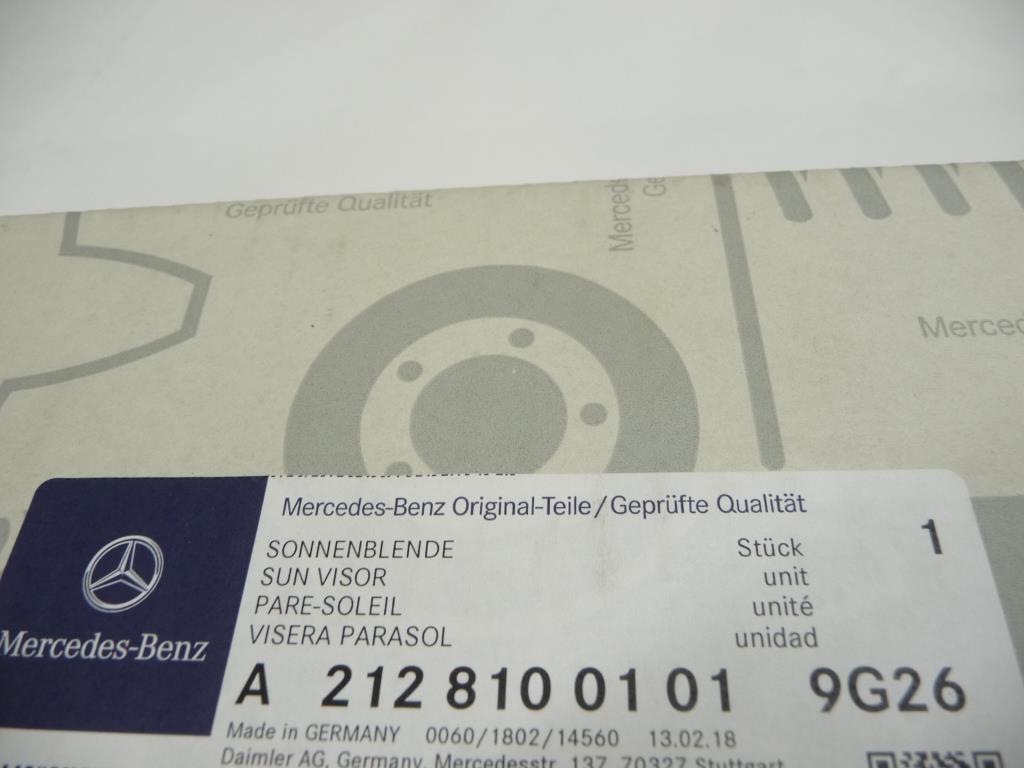 Geprüfte Qualität
Mercedes-Benz Original-Teile/Geprüfte Qualität
SONNENBLENDE Stück 1
SUN VISOR unit
PARE-SOLEIL unité
VISERA PARASOL unidad
Mercedes-Benz
A 212 810 01 01 9G26
Made in GERMANY 0060/1802/14560 13.02.18
Daimler AG, Germany, Mercedesstr. 137, 70327 Stuttgart